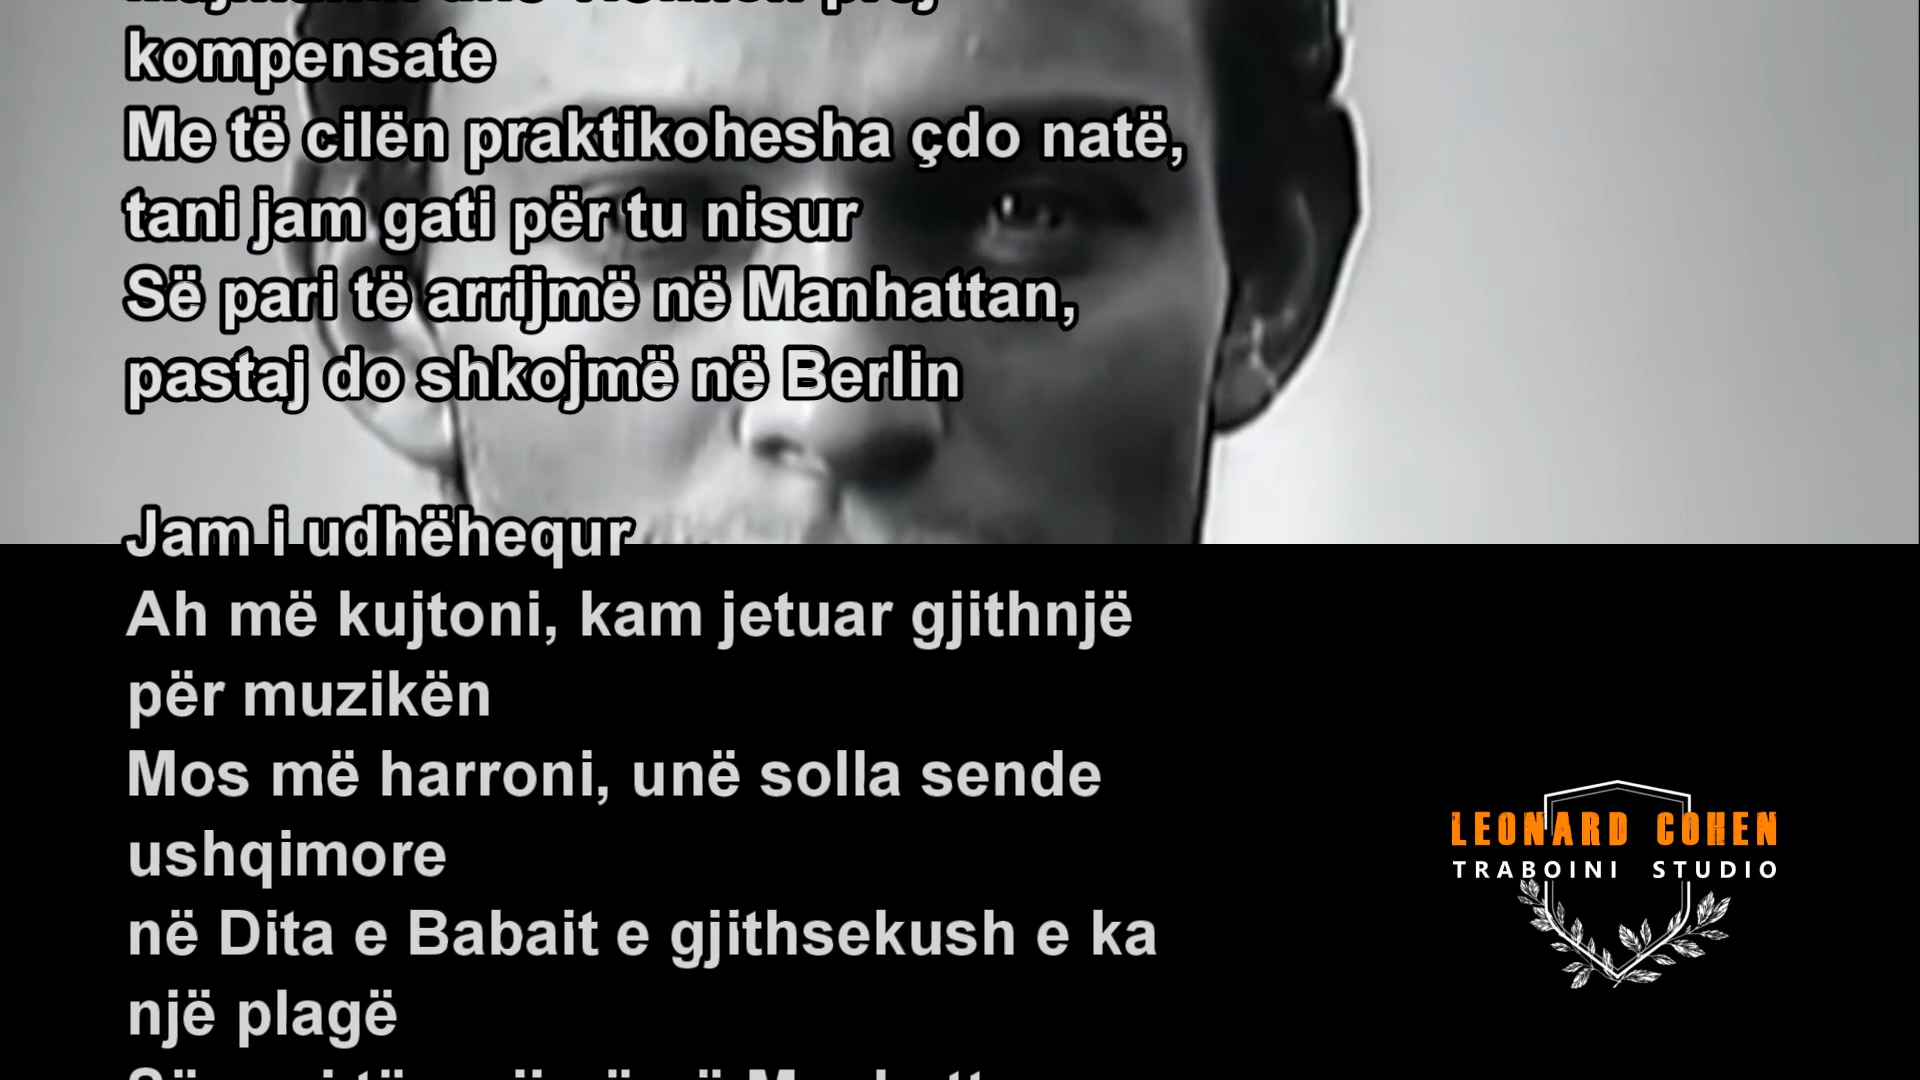 kompensate
Me të cilën praktikohesha çdo natë,
tani jam gati për tu nisur
Së pari të arrijmë në Manhattan,
pastaj do shkojmë në Berlin
Jam i udhëhequr
Ah më kujtoni, kam jetuar gjithnjë
për muzikën
Mos më harroni, unë solla sende
ushqimore
në Dita e Babait e gjithsekush e ka
një plagë
LEONARD COHEN
TRABOINI STUDIO